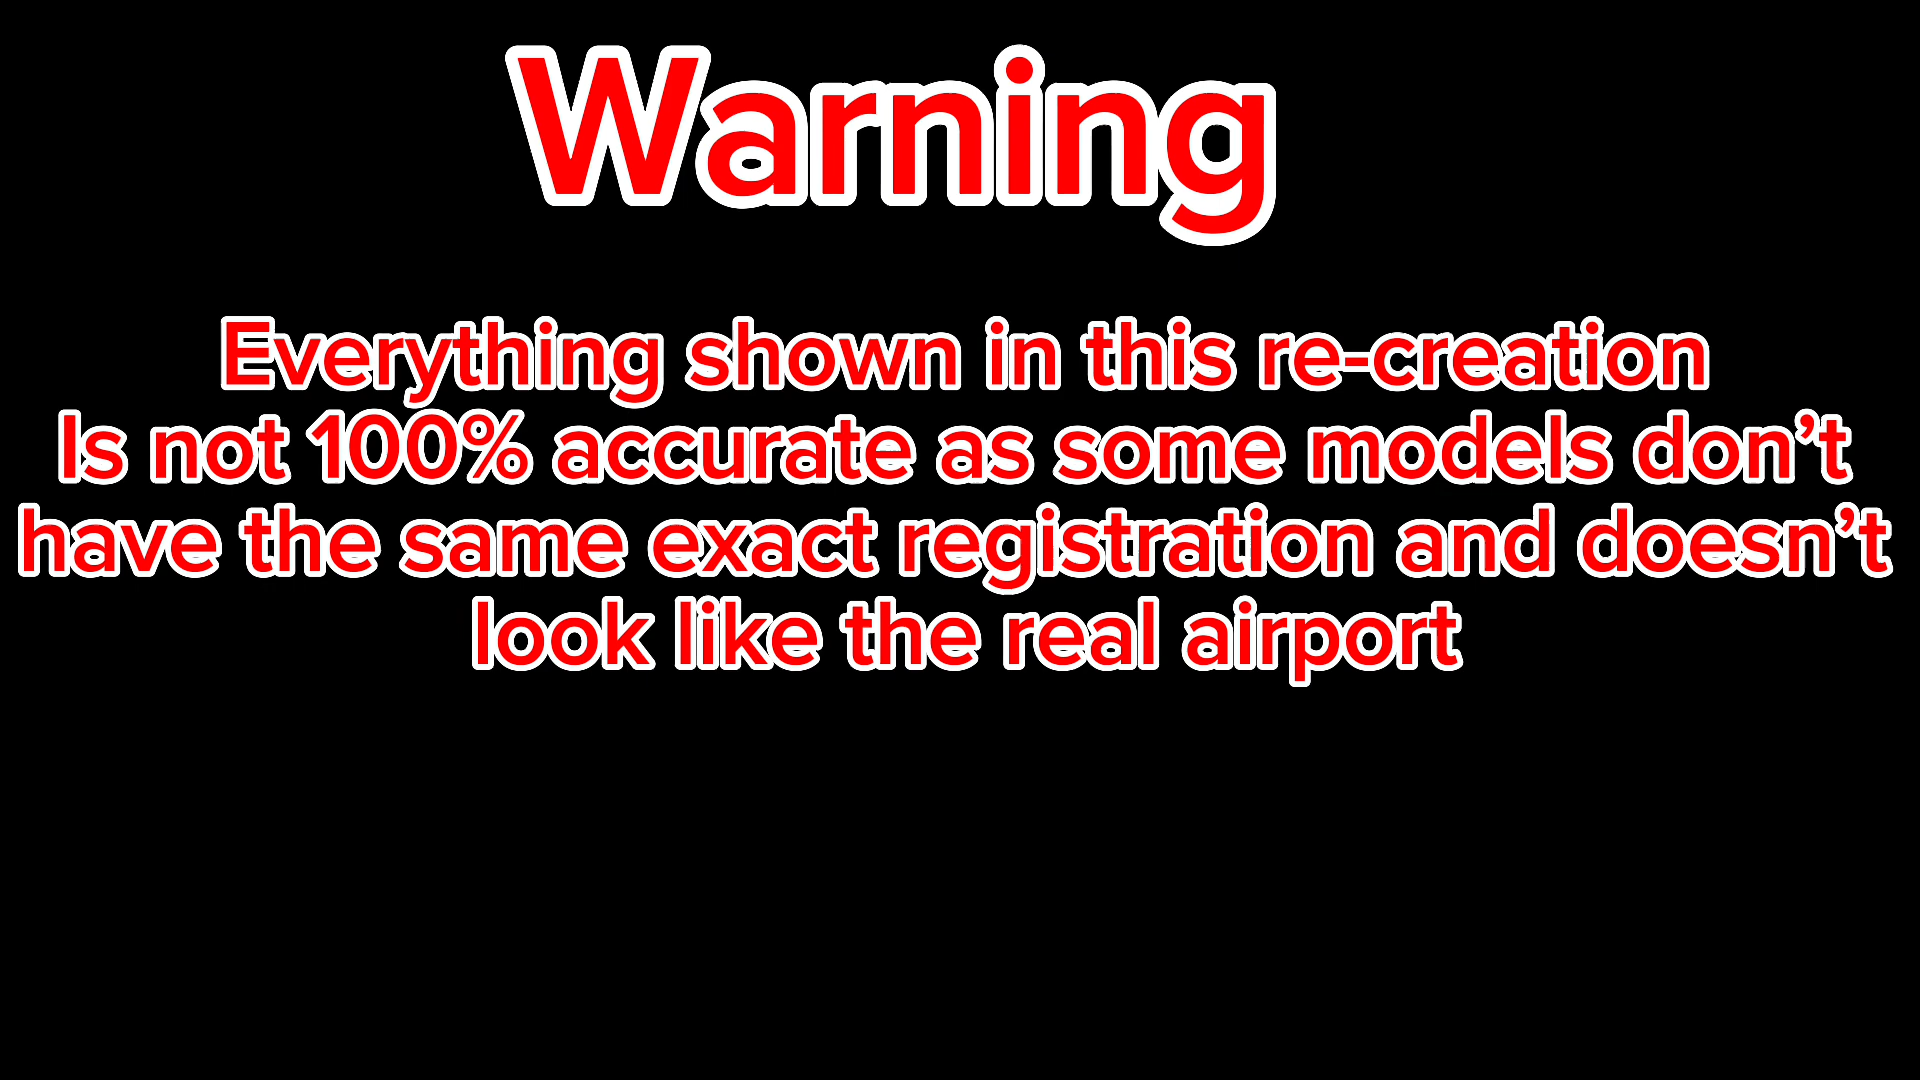 Warning
Everything shown in this re-creation
Is not 100% accurate as some models don’t
have the same exact registration and doesn’t
look like the real airport